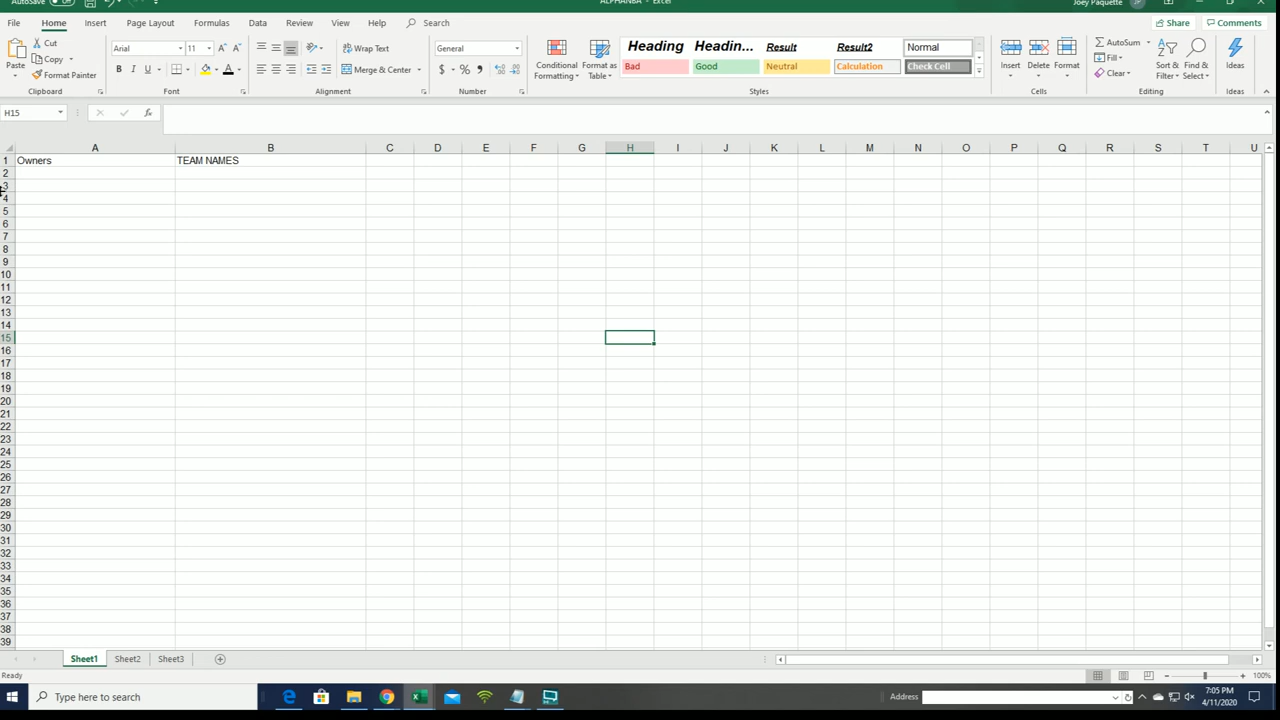 AutoSave Off ALPHANBA - Excel Joey Paquette JP
File Home Insert Page Layout Formulas Data Review View Help Search Share Comments
Paste Cut Copy Format Painter Clipboard
Arial 11 A A B I U A Font
Wrap Text Merge & Center Alignment
General $ % , Number
Conditional Formatting Format as Table
Heading Headin... Result Result2 Normal
Bad Good Neutral Calculation Check Cell
Styles
Insert Delete Format Cells
AutoSum Fill Clear Sort & Filter Find & Select Editing
Ideas Ideas
H15 fx
A B C D E F G H I J K L M N O P Q R S T U
1 Owners TEAM NAMES
2
3
4
5
6
7
8
9
10
11
12
13
14
15
16
17
18
19
20
21
22
23
24
25
26
27
28
29
30
31
32
33
34
35
36
37
38
39
Sheet1 Sheet2 Sheet3
Ready 100%
Type here to search Address 7:05 PM
4/11/2020